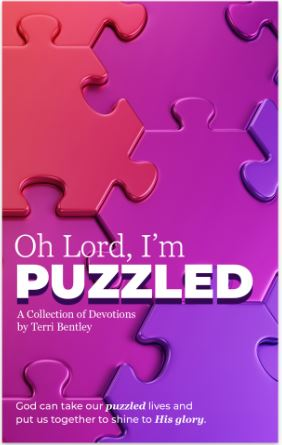 Oh Lord, I'm
PUZZLED
A Collection of Devotions
by Terri Bentley
God can take our puzzled lives and
put us together to shine to His glory.